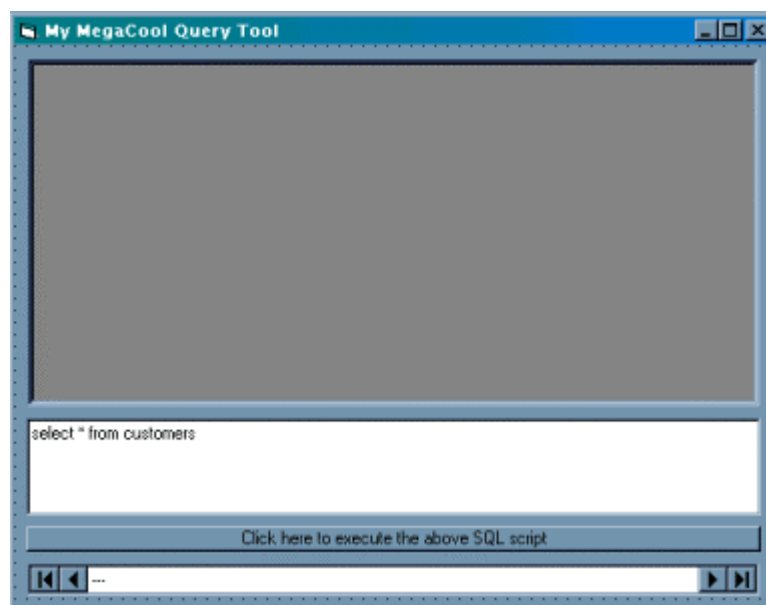 My MegaCool Query Tool
select * from customers
Click here to execute the above SQL script
---